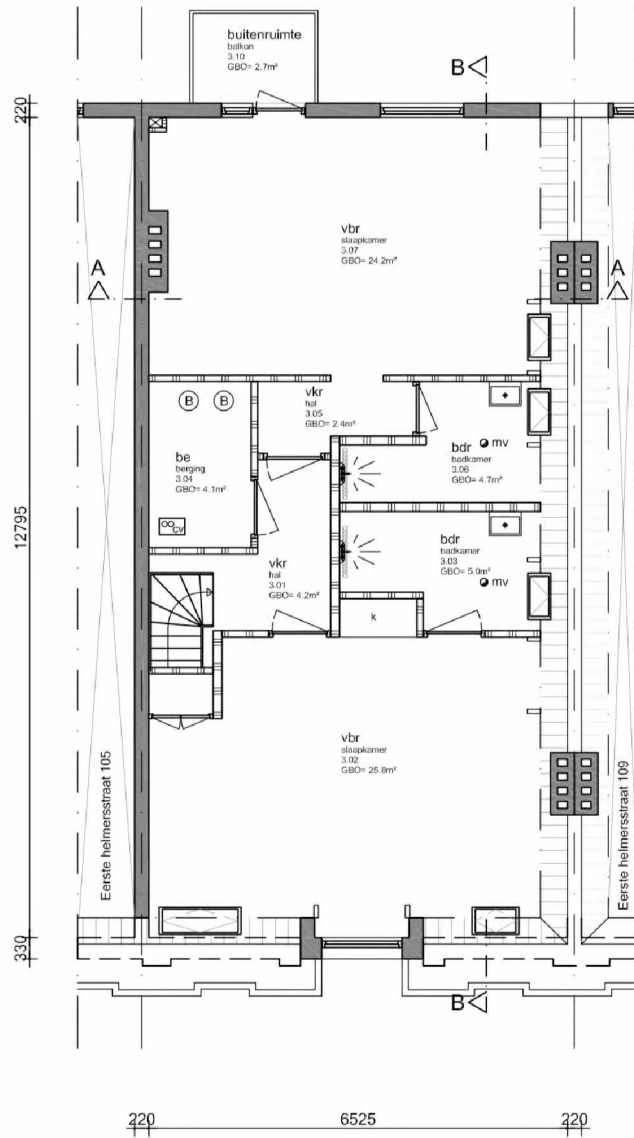 buitenruimte
balkon
3.10
GBO= 2.7m²
B
220
vbr
slaapkamer
3.07
GBO= 24.2m²
A
A
vkr
hal
3.05
GBO= 2.4m²
B
B
be
berging
3.04
GBO= 4.1m²
mv
bdr
badkamer
3.06
GBO= 4.7m²
12795
CV
bdr
badkamer
3.03
GBO= 5.0m²
mv
vkr
hal
3.01
GBO= 4.2m²
k
vbr
slaapkamer
3.02
GBO= 25.8m²
Eerste helmersstraat 105
Eerste helmersstraat 109
330
B
220
6525
220